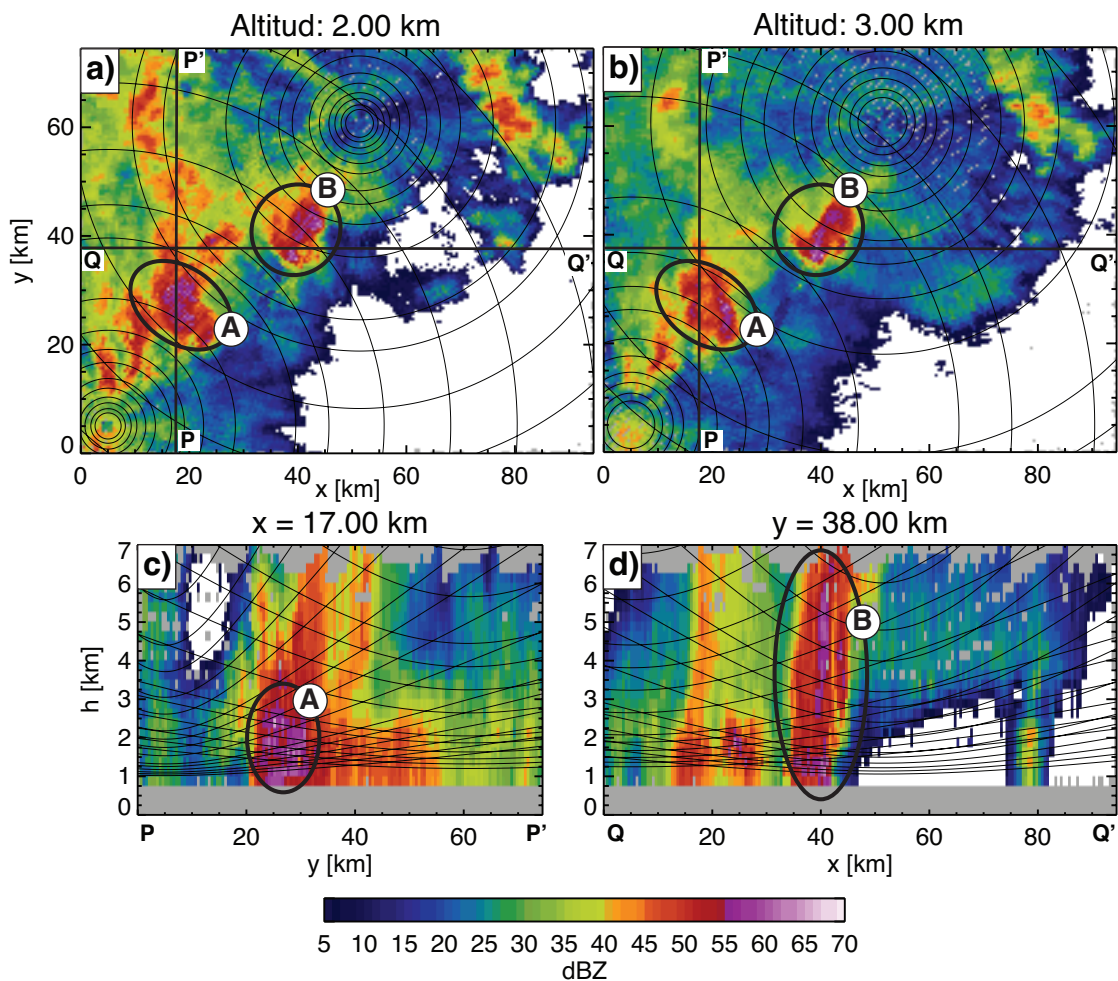 Altitud: 2.00 km
Altitud: 3.00 km
a)
P'
B
Q
Q'
A
P
y [km]
60
40
20
0
0 20 40 60 80
x [km]
b)
P'
B
Q
Q'
A
P
0 20 40 60 80
x [km]
x = 17.00 km
y = 38.00 km
c)
A
h [km]
7
6
5
4
3
2
1
0
P 20 40 60 P'
y [km]
d)
B
7
6
5
4
3
2
1
0
Q 20 40 60 80 Q'
x [km]
5 10 15 20 25 30 35 40 45 50 55 60 65 70
dBZ